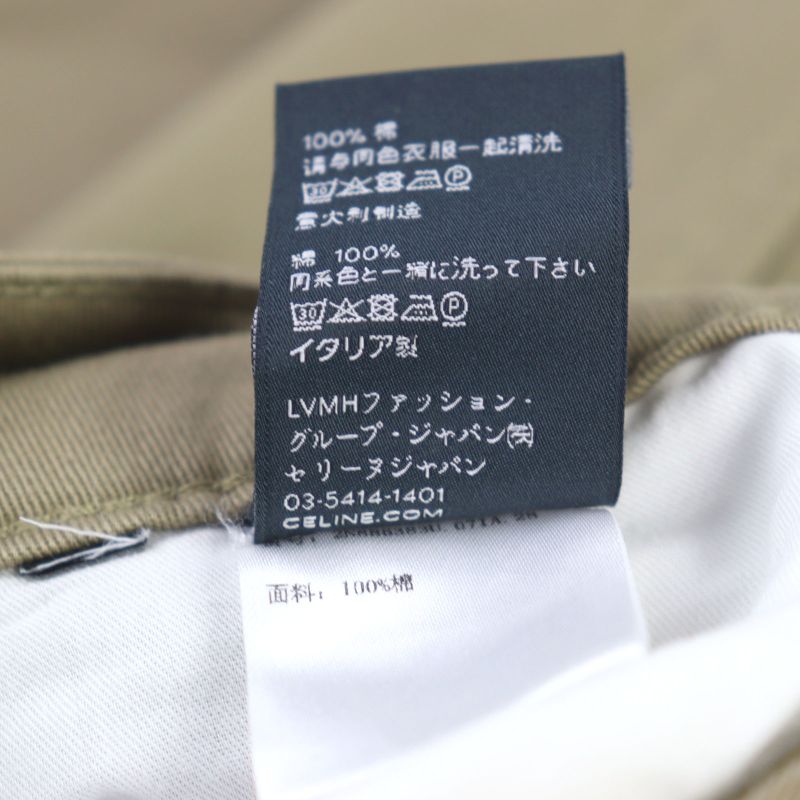 100% 棉
请与同色衣服一起清洗
30 P
意大利制造
綿 100%
同系色と一緒に洗って下さい
30 P
イタリア製
LVMHファッション・
グループ・ジャパン㈱
セリーヌジャパン
03-5414-1401
CELINE.COM
面料: 100%棉